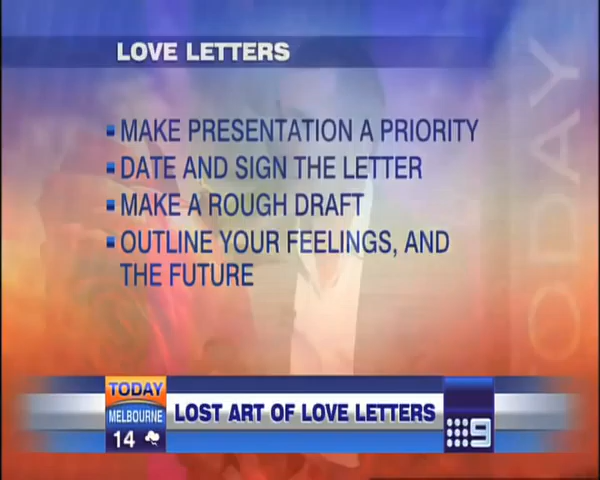 LOVE LETTERS
MAKE PRESENTATION A PRIORITY
DATE AND SIGN THE LETTER
MAKE A ROUGH DRAFT
OUTLINE YOUR FEELINGS, AND
THE FUTURE
TODAY
TODAY
MELBOURNE
14
LOST ART OF LOVE LETTERS
9